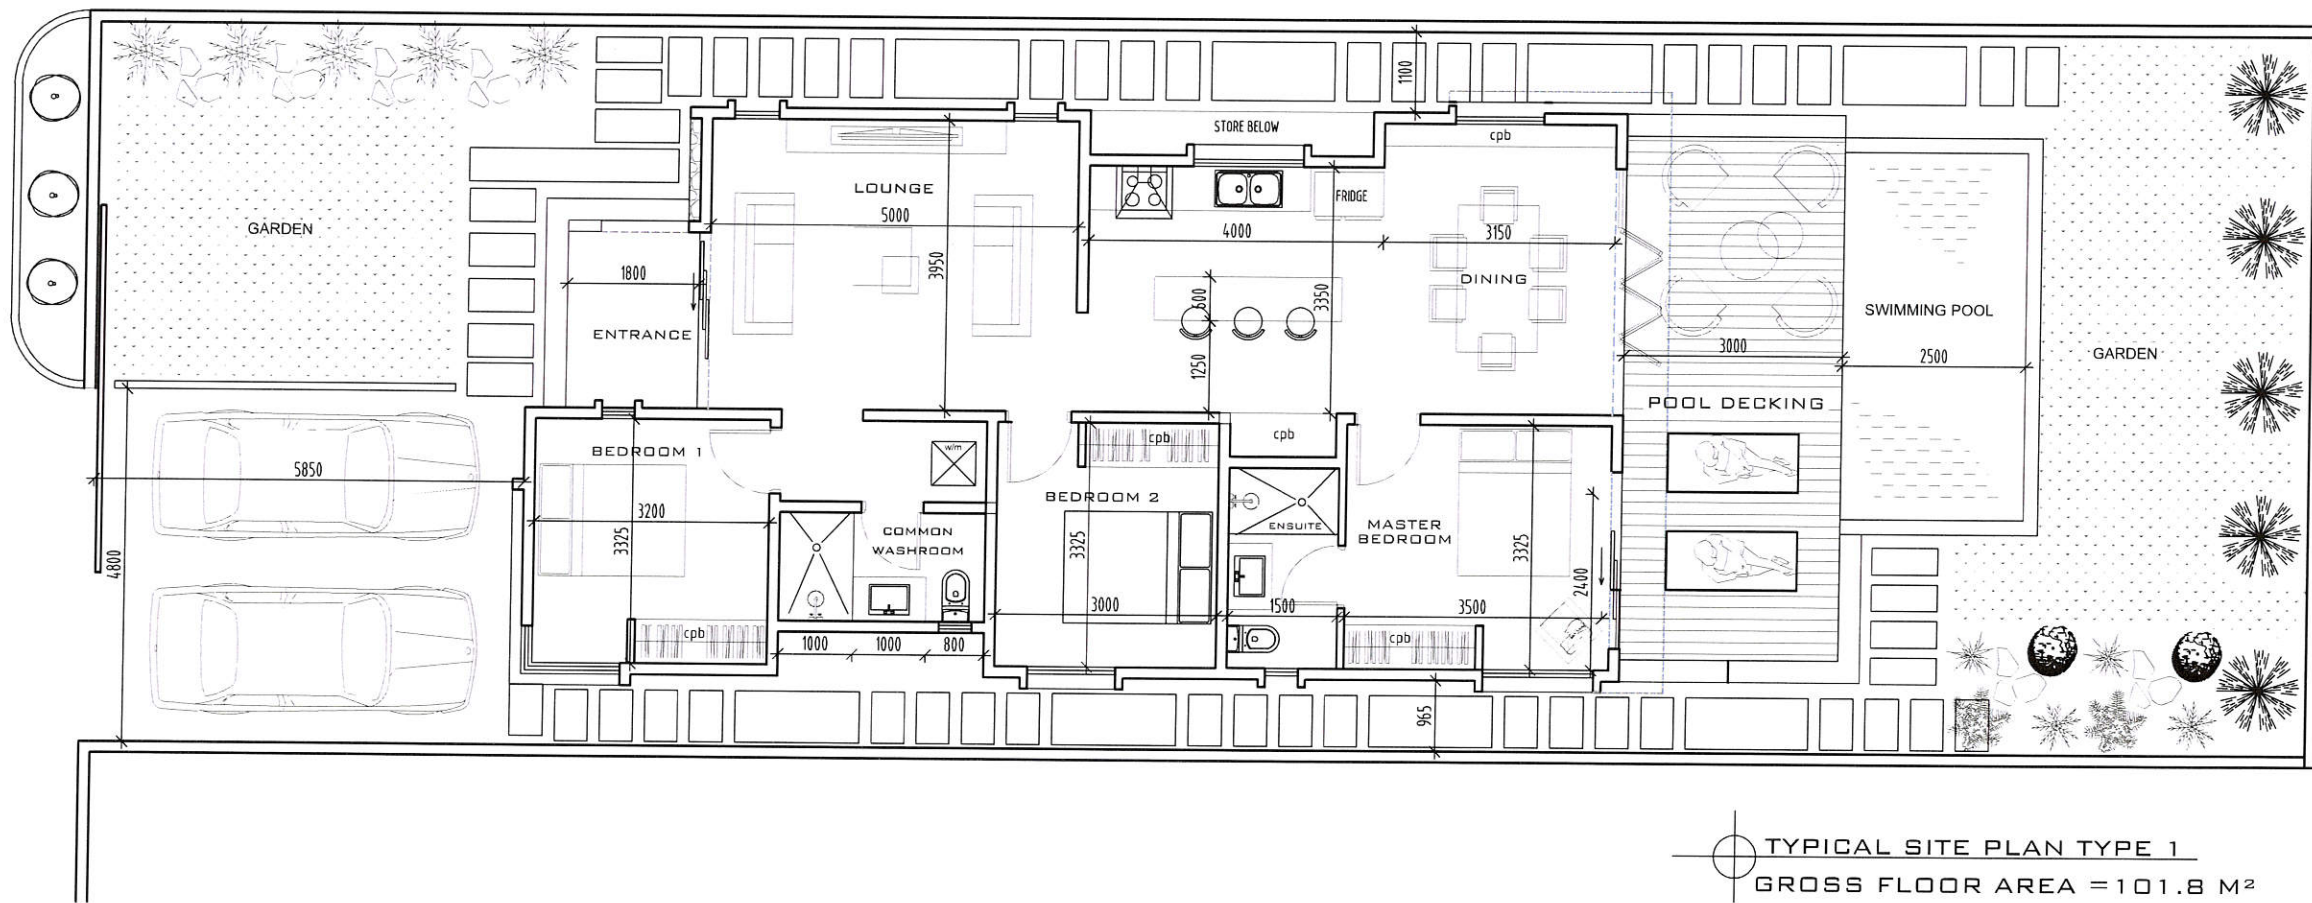 1100
STORE BELOW
cpb
LOUNGE
FRIDGE
5000
4000
3150
GARDEN
3950
1800
600
3350
DINING
ENTRANCE
SWIMMING POOL
3000
2500
GARDEN
1250
POOL DECKING
BEDROOM 1
w/m
cpb
cpb
5850
BEDROOM 2
3200
3325
COMMON
WASHROOM
3325
ENSUITE
MASTER
BEDROOM
3325
2400
4800
3000
1500
3500
cpb
1000
1000
800
cpb
965
TYPICAL SITE PLAN TYPE 1
GROSS FLOOR AREA =101.8 M²